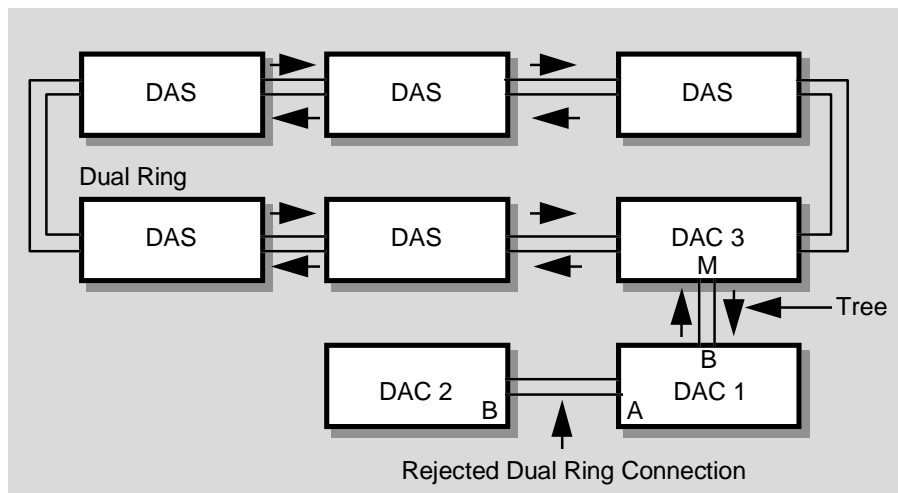 DAS
DAS
DAS
Dual Ring
DAS
DAS
DAC 3
M
Tree
B
DAC 2
B
DAC 1
A
Rejected Dual Ring Connection